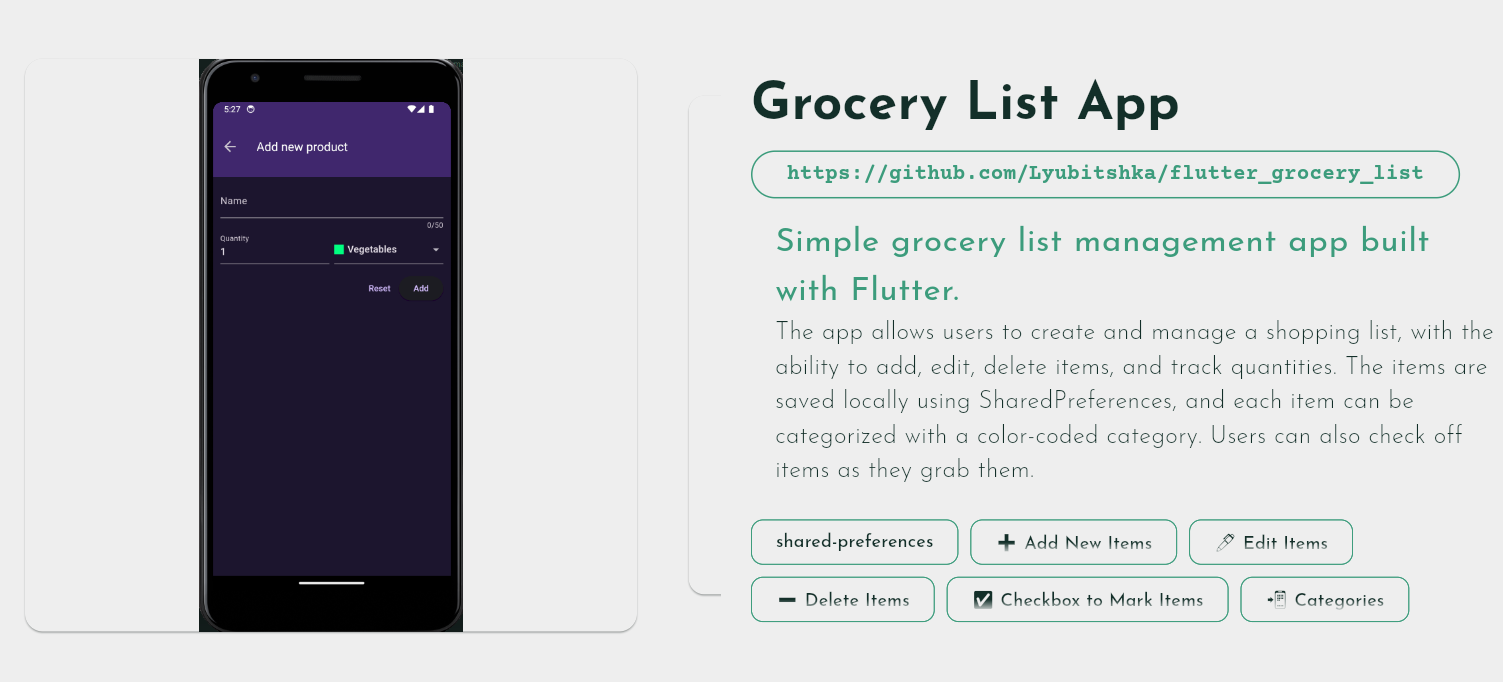 5:27
Add new product
Name
0/50
Quantity
1
Vegetables
Reset Add
Grocery List App
https://github.com/Lyubitshka/flutter_grocery_list
Simple grocery list management app built
with Flutter.
The app allows users to create and manage a shopping list, with the
ability to add, edit, delete items, and track quantities. The items are
saved locally using SharedPreferences, and each item can be
categorized with a color-coded category. Users can also check off
items as they grab them.
shared-preferences ➕ Add New Items Edit Items
➖ Delete Items ☑ Checkbox to Mark Items Categories